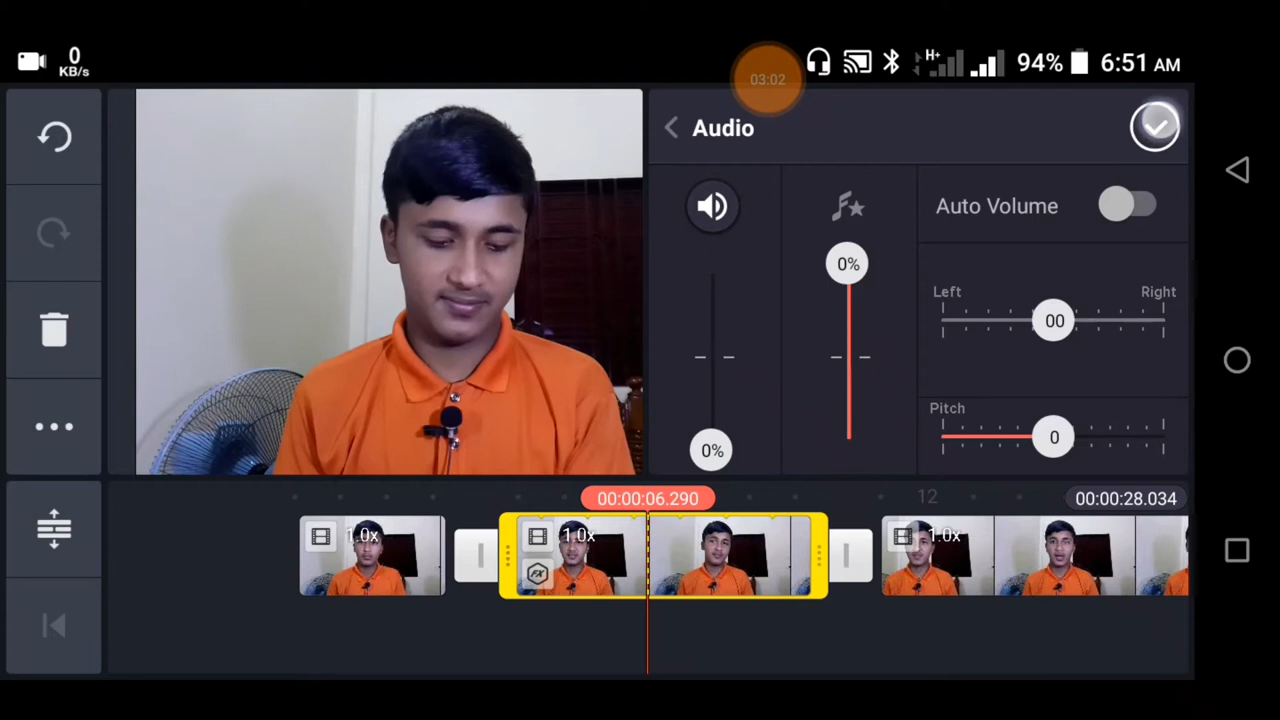 0
KB/s
03:02
H+
94%
6:51 AM
Audio
Auto Volume
0%
Left
Right
00
Pitch
0
0%
00:00:06.290
12
00:00:28.034
1.0x
1.0x
FX
1.0x